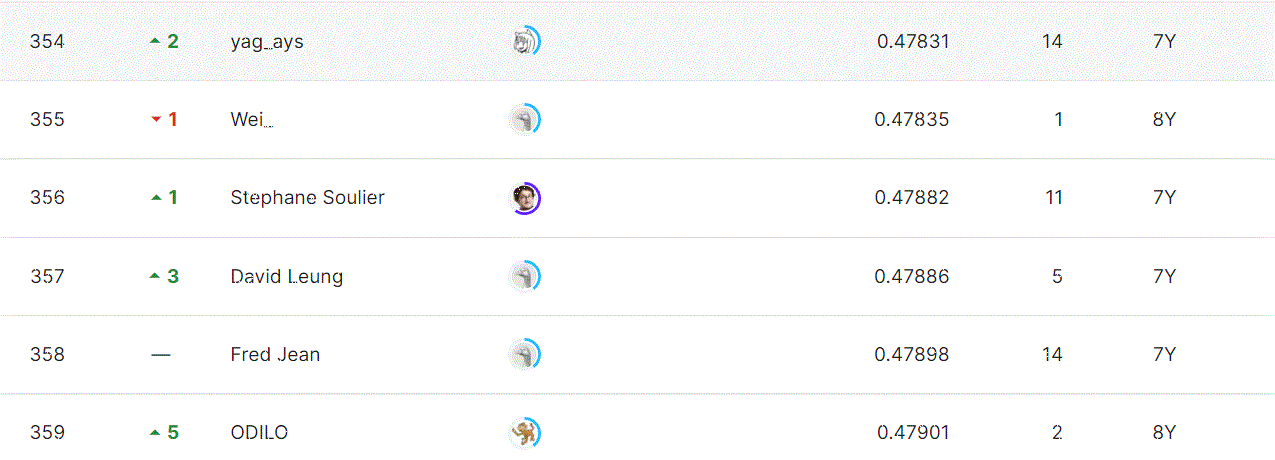 354 ▲ 2 yag_ays 0.47831 14 7Y
355 ▼ 1 Wei_ 0.47835 1 8Y
356 ▲ 1 Stephane Soulier 0.47882 11 7Y
357 ▲ 3 David Leung 0.47886 5 7Y
358 — Fred Jean 0.47898 14 7Y
359 ▲ 5 ODILO 0.47901 2 8Y